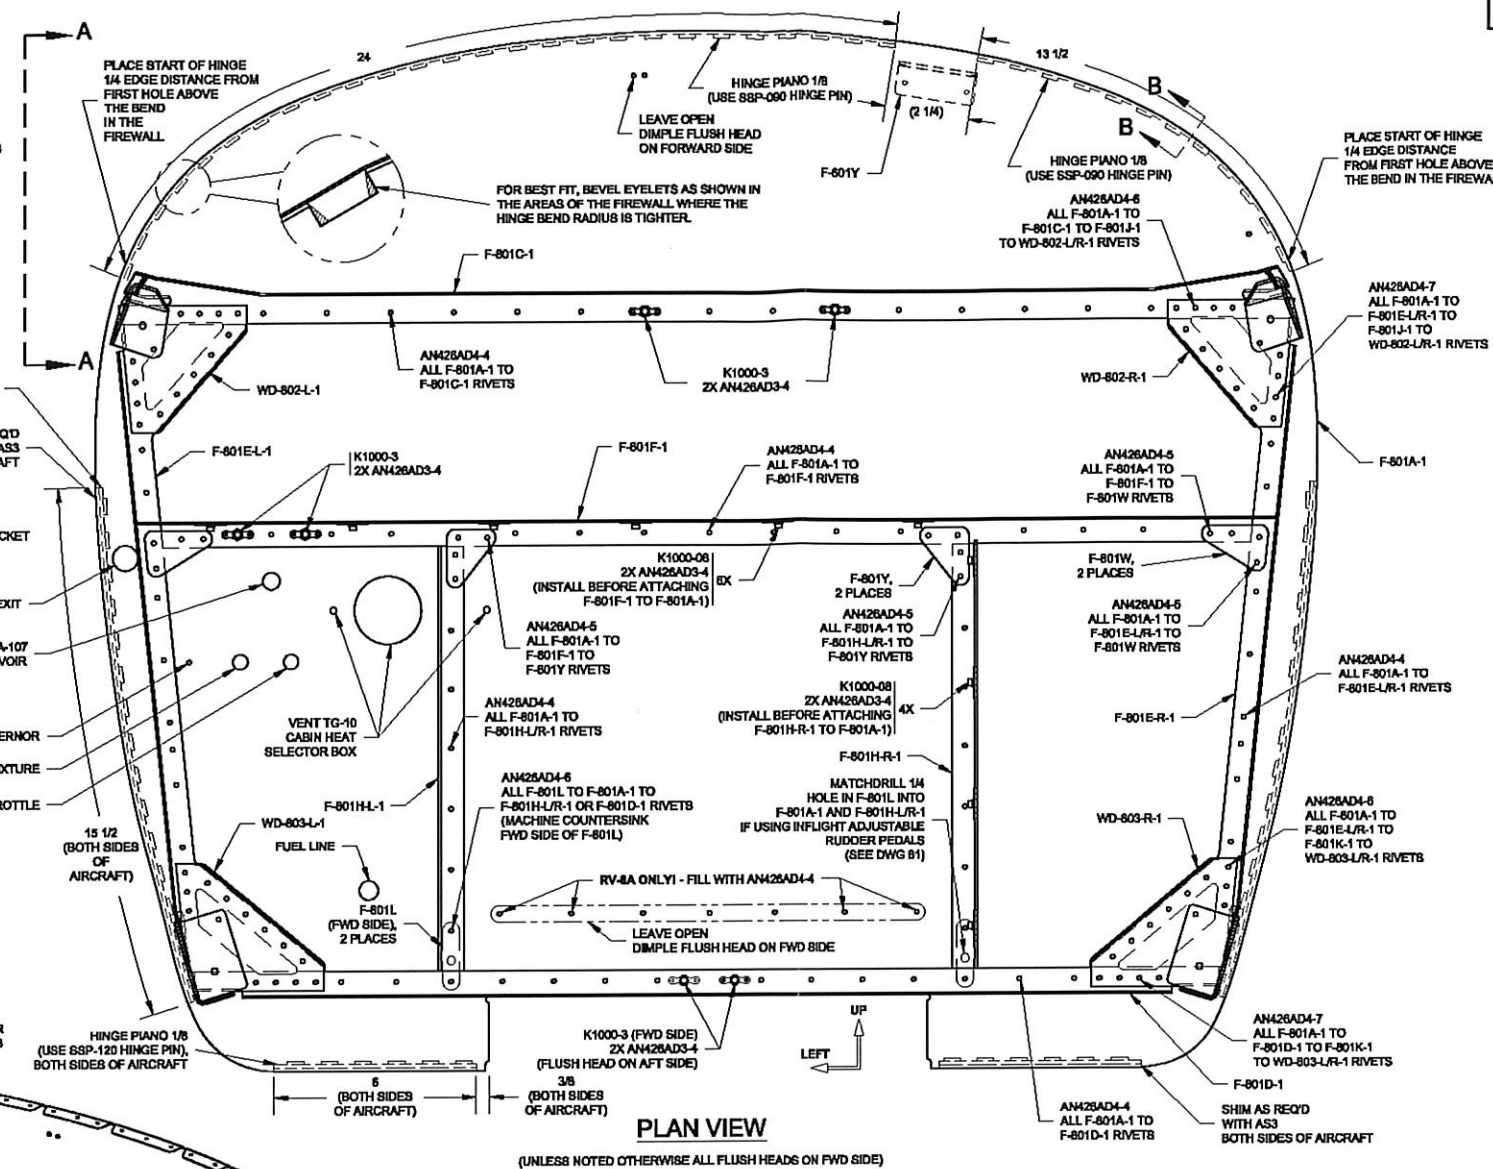 A
PLACE START OF HINGE
1/4 EDGE DISTANCE FROM
FIRST HOLE ABOVE
THE BEND
IN THE
FIREWALL
24
HINGE PIANO 1/8
(USE SSP-090 HINGE PIN)
LEAVE OPEN
DIMPLE FLUSH HEAD
ON FORWARD SIDE
(2 1/4)
F-601Y
13 1/2
B
B
HINGE PIANO 1/8
(USE SSP-090 HINGE PIN)
PLACE START OF HINGE
1/4 EDGE DISTANCE
FROM FIRST HOLE ABOVE
THE BEND IN THE FIREWA
FOR BEST FIT, BEVEL EYELETS AS SHOWN IN
THE AREAS OF THE FIREWALL WHERE THE
HINGE BEND RADIUS IS TIGHTER.
AN426AD4-6
ALL F-801A-1 TO
F-801C-1 TO F-801J-1
TO WD-802-L/R-1 RIVETS
F-801C-1
AN426AD4-7
ALL F-801A-1 TO
F-801E-L/R-1 TO
F-801J-1 TO
WD-802-L/R-1 RIVETS
A
AN426AD4-4
ALL F-801A-1 TO
F-801C-1 RIVETS
K1000-3
2X AN426AD3-4
WD-802-L-1
WD-802-R-1
Q'D
AS3
AFT
F-801E-L-1
K1000-3
2X AN426AD3-4
F-801F-1
AN426AD4-4
ALL F-801A-1 TO
F-801F-1 RIVETS
AN426AD4-5
ALL F-801A-1 TO
F-801F-1 TO
F-801W RIVETS
F-801A-1
CKET
K1000-06
2X AN426AD3-4
(INSTALL BEFORE ATTACHING
F-801F-1 TO F-801A-1)
6X
F-801Y,
2 PLACES
F-801W,
2 PLACES
EXIT
AN426AD4-5
ALL F-801A-1 TO
F-801F-1 TO
F-801Y RIVETS
AN426AD4-5
ALL F-801A-1 TO
F-801H-L/R-1 TO
F-801Y RIVETS
AN426AD4-5
ALL F-801A-1 TO
F-801E-L/R-1 TO
F-801W RIVETS
A-107
VOIR
AN426AD4-4
ALL F-801A-1 TO
F-801E-L/R-1 RIVETS
K1000-08
2X AN426AD3-4
(INSTALL BEFORE ATTACHING
F-801H-R-1 TO F-801A-1)
4X
AN426AD4-4
ALL F-801A-1 TO
F-801H-L/R-1 RIVETS
VENT TG-10
CABIN HEAT
SELECTOR BOX
F-801E-R-1
ERNOR
IXTURE
ROTTLE
F-801H-R-1
F-801H-L-1
AN426AD4-6
ALL F-801L TO F-801A-1 TO
F-801H-L/R-1 OR F-801D-1 RIVETS
(MACHINE COUNTERSINK
FWD SIDE OF F-801L)
MATCHDRILL 1/4
HOLE IN F-801L INTO
F-801A-1 AND F-801H-L/R-1
IF USING INFLIGHT ADJUSTABLE
RUDDER PEDALS
(SEE DWG 81)
WD-803-L-1
WD-803-R-1
AN426AD4-6
ALL F-801A-1 TO
F-801E-L/R-1 TO
F-801K-1 TO
WD-803-L/R-1 RIVETS
15 1/2
(BOTH SIDES
OF
AIRCRAFT)
FUEL LINE
RV-8A ONLY! - FILL WITH AN426AD4-4
F-801L
(FWD SIDE),
2 PLACES
LEAVE OPEN
DIMPLE FLUSH HEAD ON FWD SIDE
HINGE PIANO 1/8
(USE SSP-120 HINGE PIN),
BOTH SIDES OF AIRCRAFT
K1000-3 (FWD SIDE)
2X AN426AD3-4
(FLUSH HEAD ON AFT SIDE)
UP
LEFT
AN426AD4-7
ALL F-801A-1 TO
F-801D-1 TO F-801K-1
TO WD-803-L/R-1 RIVETS
F-801D-1
6
(BOTH SIDES
OF AIRCRAFT)
3/8
(BOTH SIDES
OF AIRCRAFT)
AN426AD4-4
ALL F-801A-1 TO
F-801D-1 RIVETS
SHIM AS REQ'D
WITH AS3
BOTH SIDES OF AIRCRAFT
PLAN VIEW
(UNLESS NOTED OTHERWISE ALL FLUSH HEADS ON FWD SIDE)